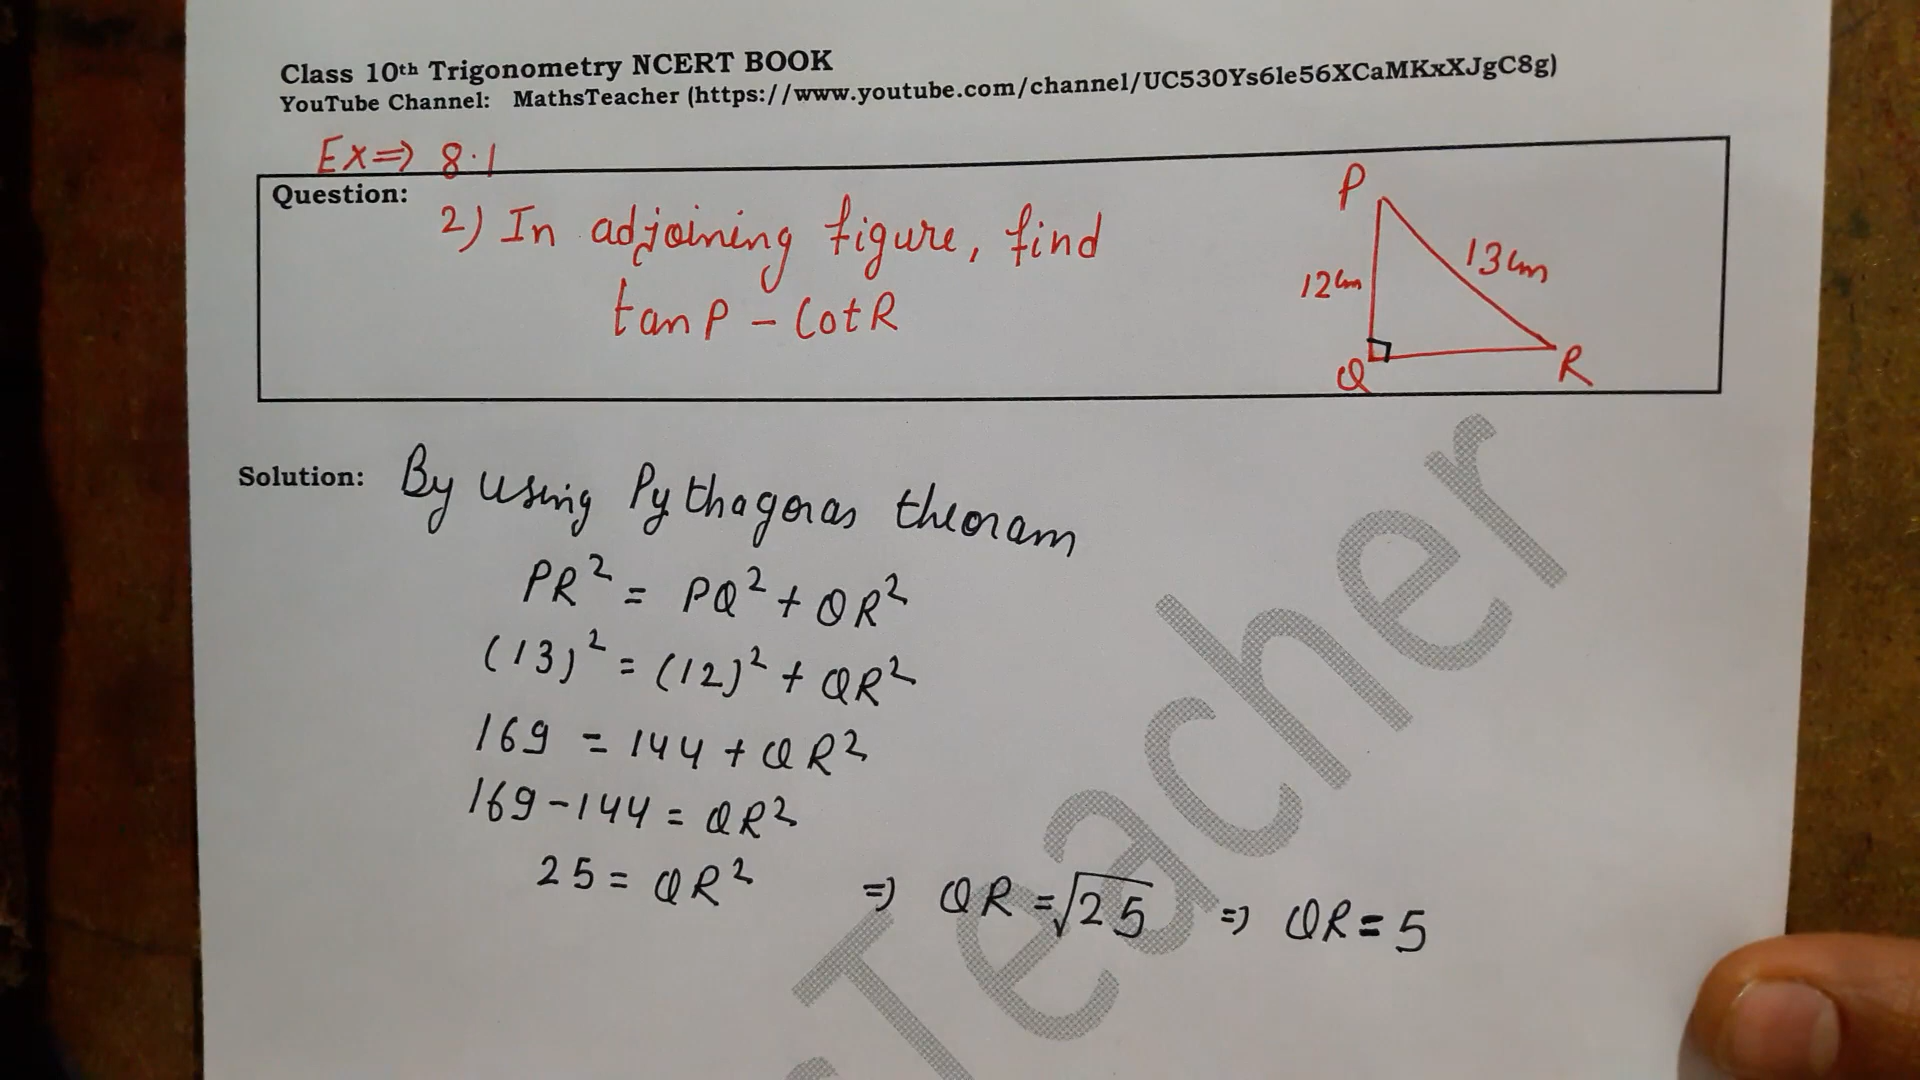 Class 10th Trigonometry NCERT BOOK
YouTube Channel: MathsTeacher (https://www.youtube.com/channel/UC530Ys6le56XCaMKxXJgC8g)
Ex⇒ 8.1
Question:
2) In adjoining figure, find
tanP - CotR
P
12cm
13cm
Q
R
Solution: By using Pythagoras theoram
PR² = PQ² + QR²
(13)² = (12)² + QR²
169 = 144 + QR²
169-144 = QR²
25 = QR² ⇒ QR = √25 ⇒ QR = 5
Teacher